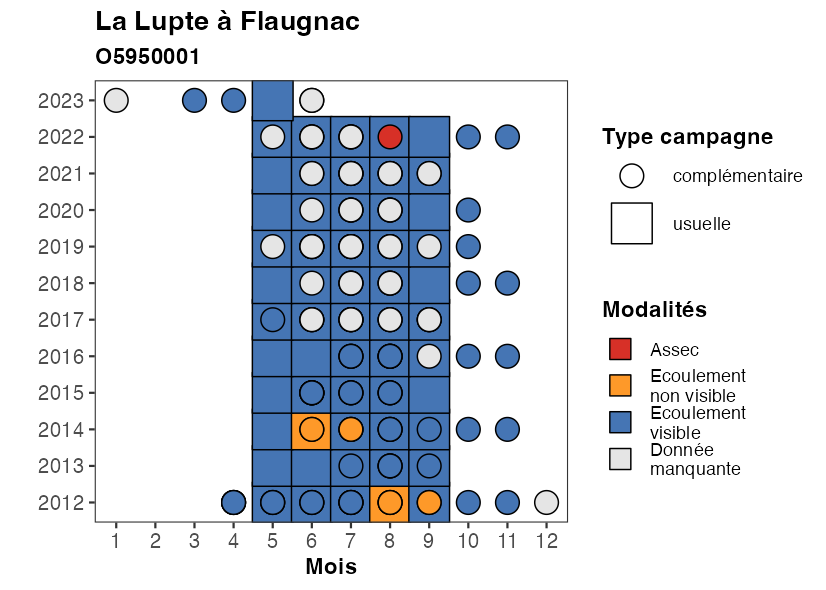 La Lupte à Flaugnac
O5950001
2023
2022
2021
2020
2019
2018
2017
2016
2015
2014
2013
2012
1 2 3 4 5 6 7 8 9 10 11 12
Mois
Type campagne
complémentaire
usuelle
Modalités
Assec
Ecoulement
non visible
Ecoulement
visible
Donnée
manquante